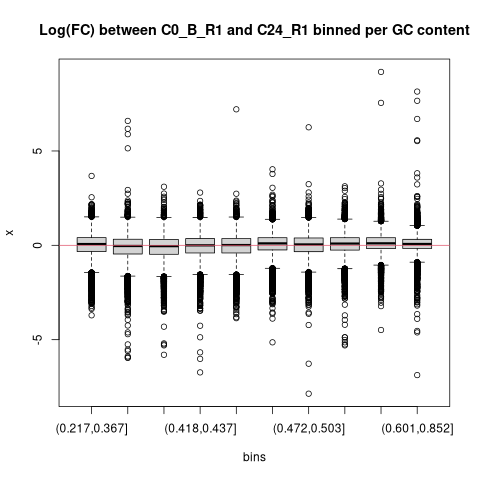 Log(FC) between C0_B_R1 and C24_R1 binned per GC content
x
5
0
-5
(0.217,0.367] (0.418,0.437] (0.472,0.503] (0.601,0.852]
bins